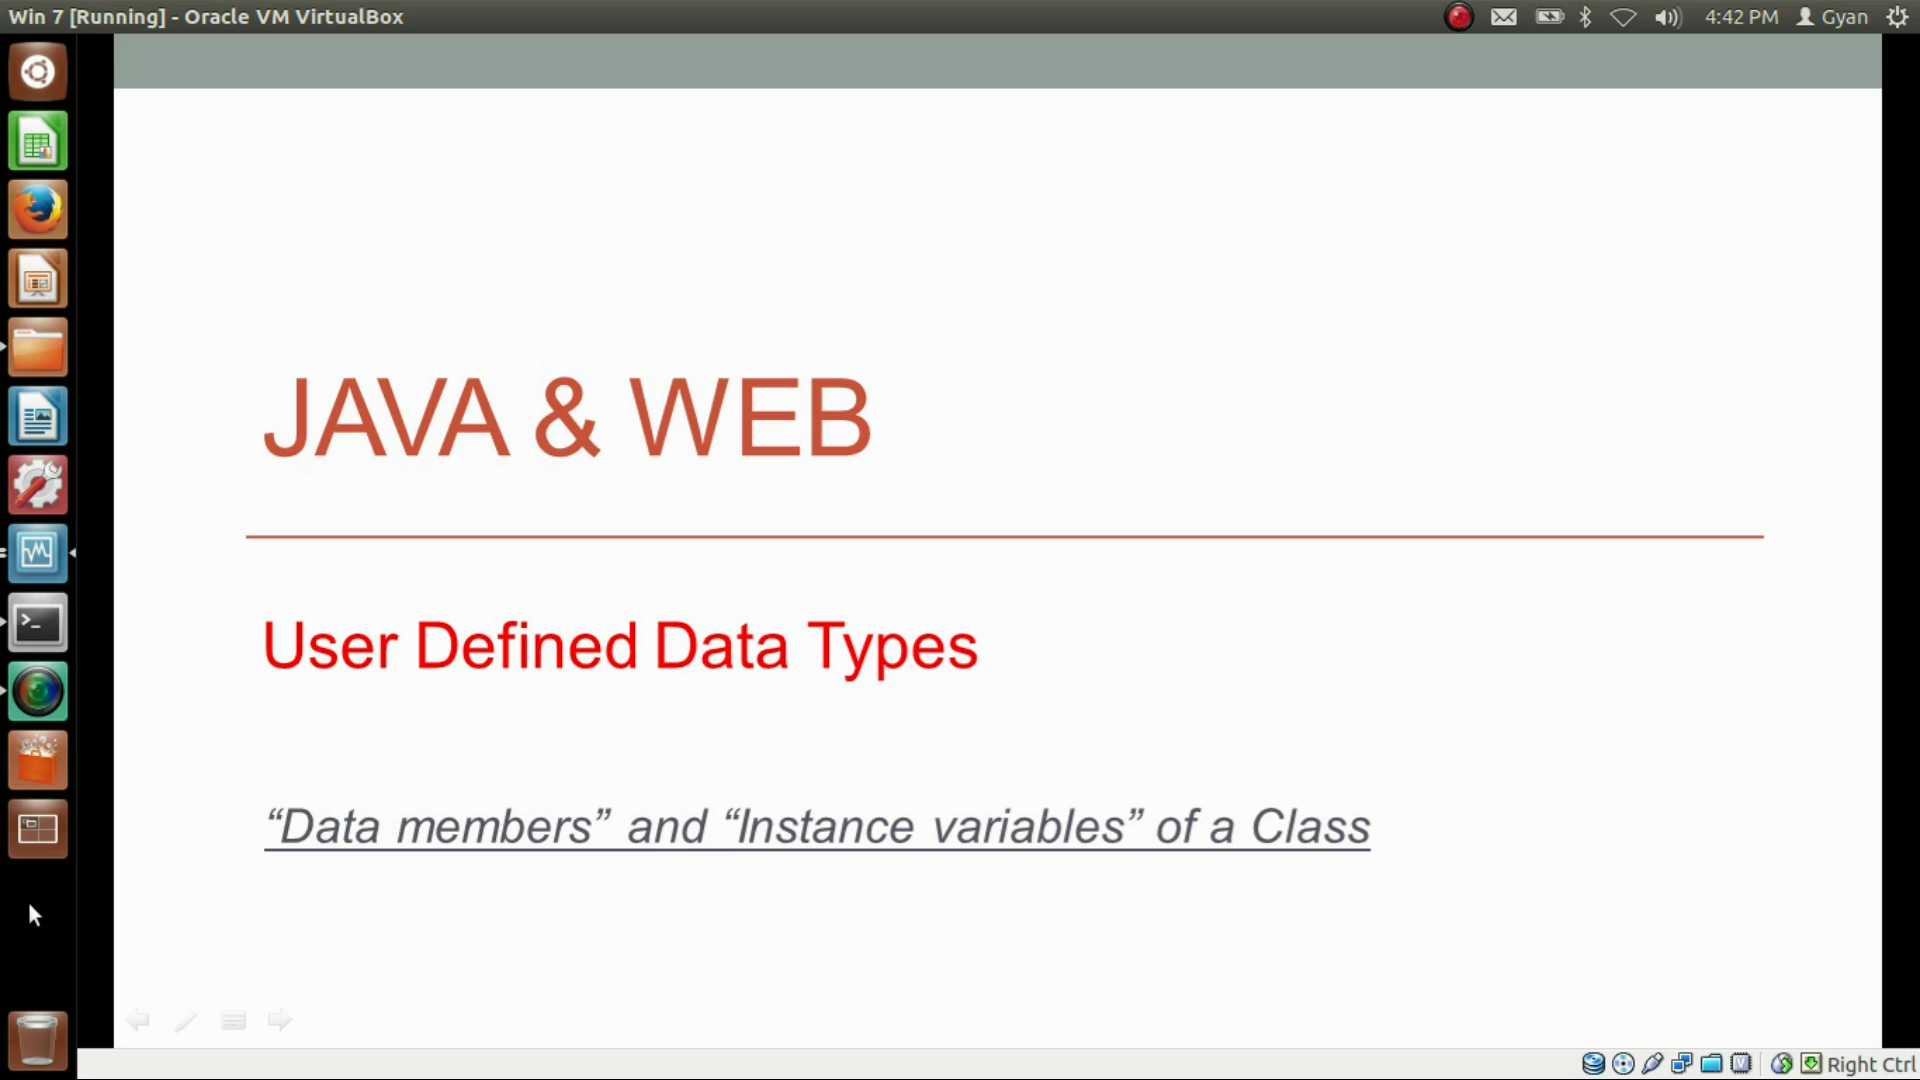 Win 7 [Running] - Oracle VM VirtualBox
4:42 PM Gyan
JAVA & WEB
User Defined Data Types
“Data members” and “Instance variables” of a Class
Right Ctrl